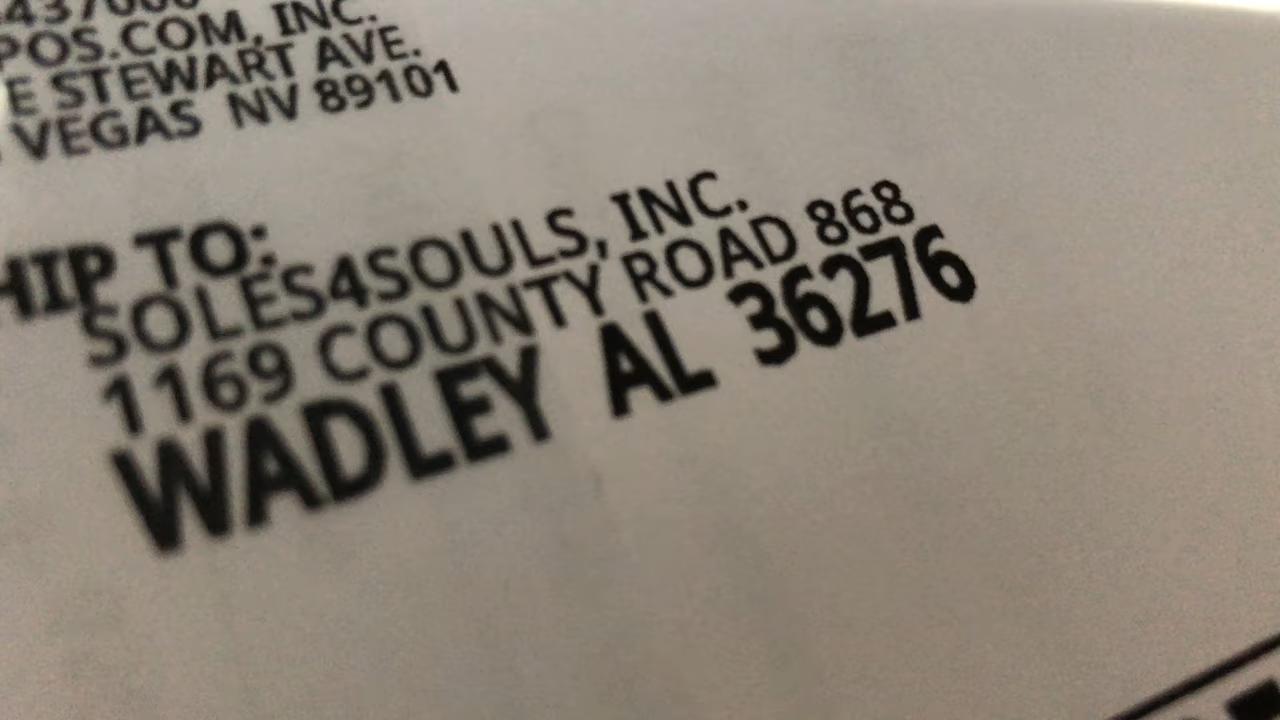 POS.COM, INC.
E STEWART AVE.
VEGAS NV 89101
HIP TO:
SOLES4SOULS, INC.
1169 COUNTY ROAD 868
WADLEY AL 36276